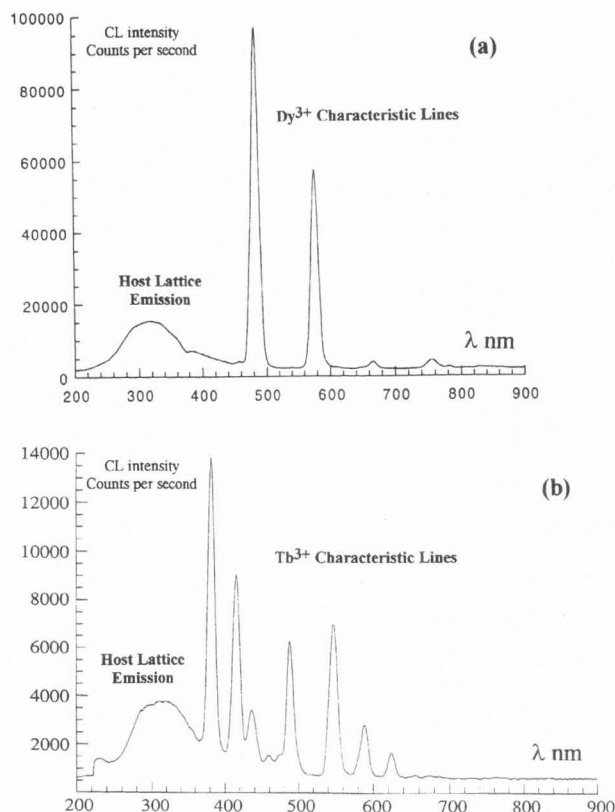 100000
CL intensity
Counts per second
(a)
80000
Dy3+ Characteristic Lines
60000
40000
Host Lattice
Emission
20000
λ nm
0
200 300 400 500 600 700 800 900
14000
CL intensity
Counts per second
(b)
12000
Tb3+ Characteristic Lines
10000
8000
Host Lattice
Emission
6000
4000
2000
λ nm
200 300 400 500 600 700 800 900